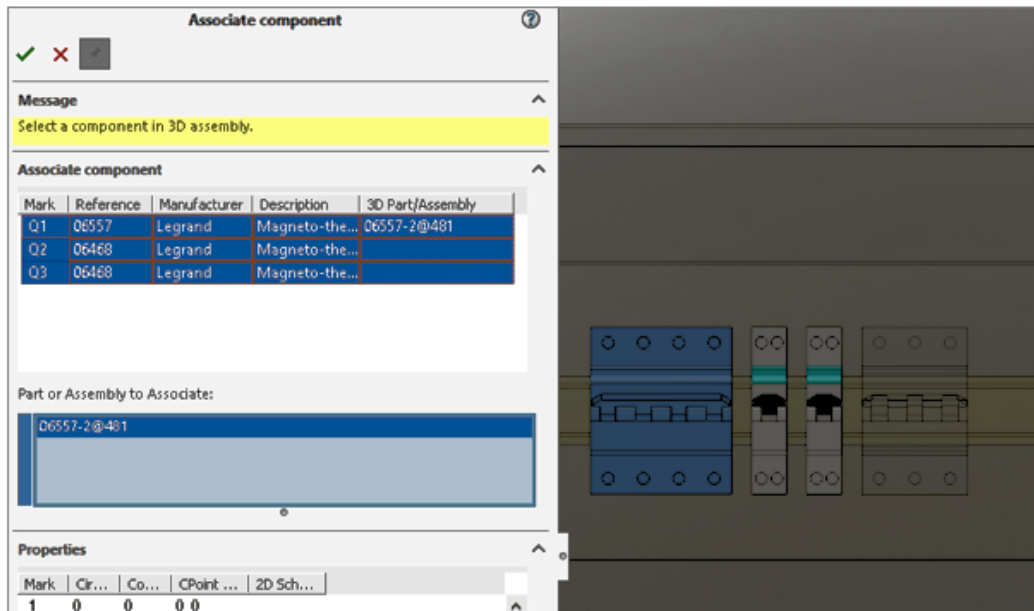 Associate component
Message
Select a component in 3D assembly.
Associate component
Mark Reference Manufacturer Description 3D Part/Assembly
Q1 06557 Legrand Magneto-the... 06557-2@481
Q2 06468 Legrand Magneto-the...
Q3 06468 Legrand Magneto-the...
Part or Assembly to Associate:
06557-2@481
Properties
Mark Cir... Co... CPoint ... 2D Sch...
1 0 0 0 0